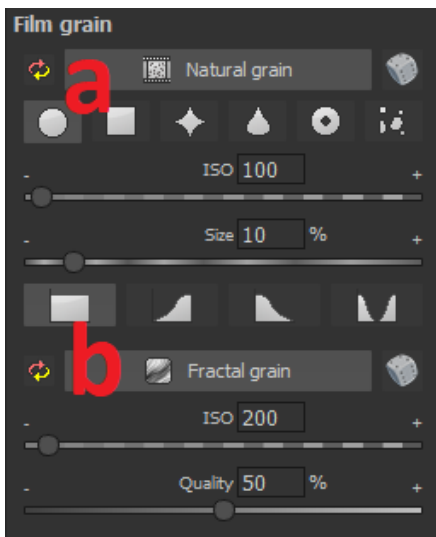 Film grain
a
Natural grain
- ISO 100 +
- Size 10 % +
b
Fractal grain
- ISO 200 +
- Quality 50 % +